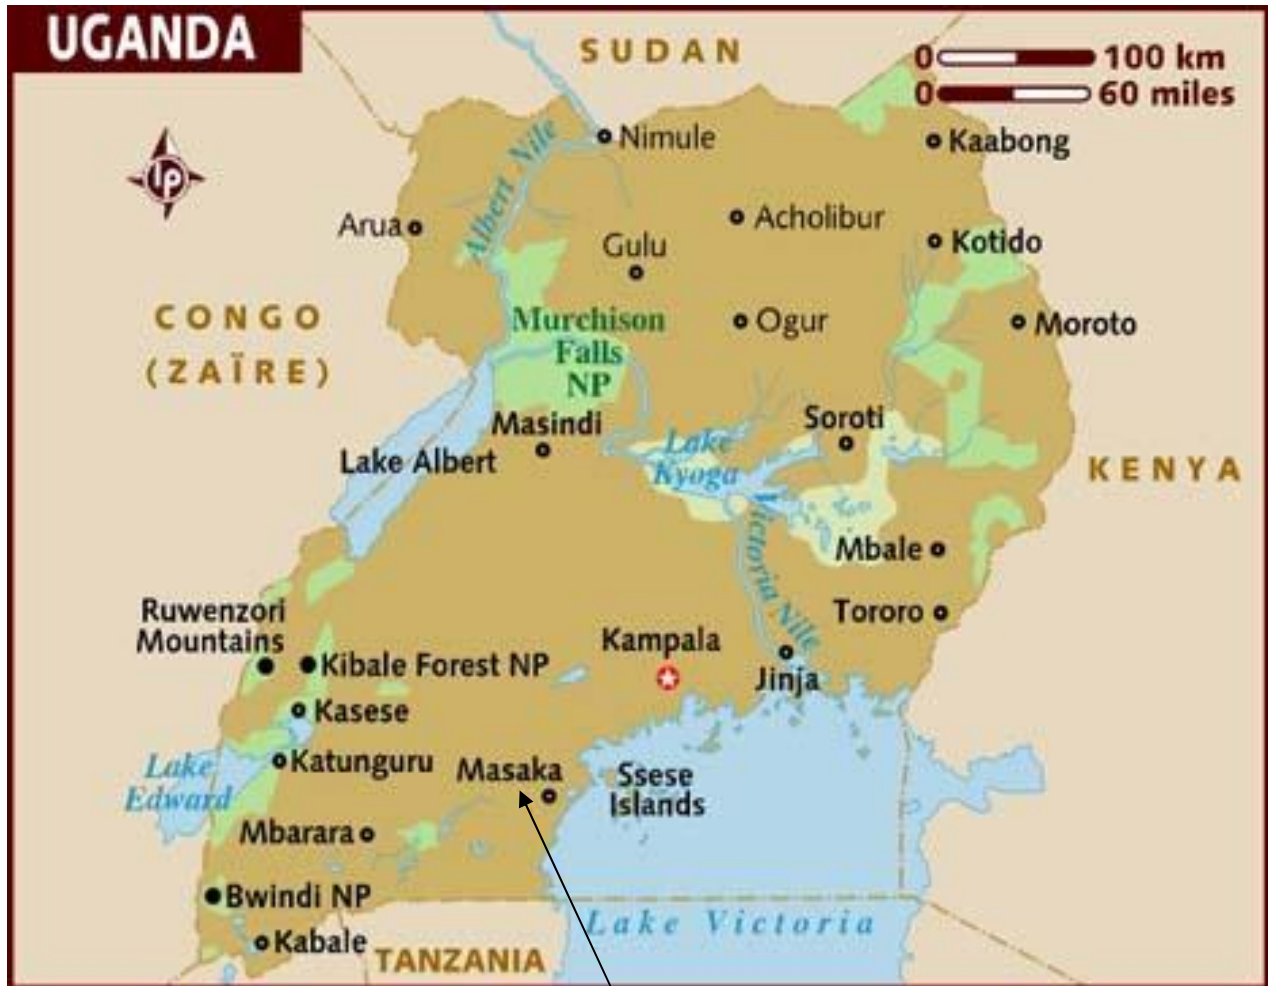 UGANDA
SUDAN
0 100 km
0 60 miles
lp
Nimule
Kaabong
Albert Nile
Arua
Acholibur
Gulu
Kotido
CONGO
(ZAÏRE)
Murchison
Falls
NP
Ogur
Moroto
Masindi
Soroti
Lake Albert
Lake
Kyoga
KENYA
Victoria Nile
Mbale
Ruwenzori
Mountains
Tororo
Kampala
Kibale Forest NP
Jinja
Kasese
Lake
Edward
Katunguru
Masaka
Ssese
Islands
Mbarara
Bwindi NP
Lake Victoria
Kabale
TANZANIA